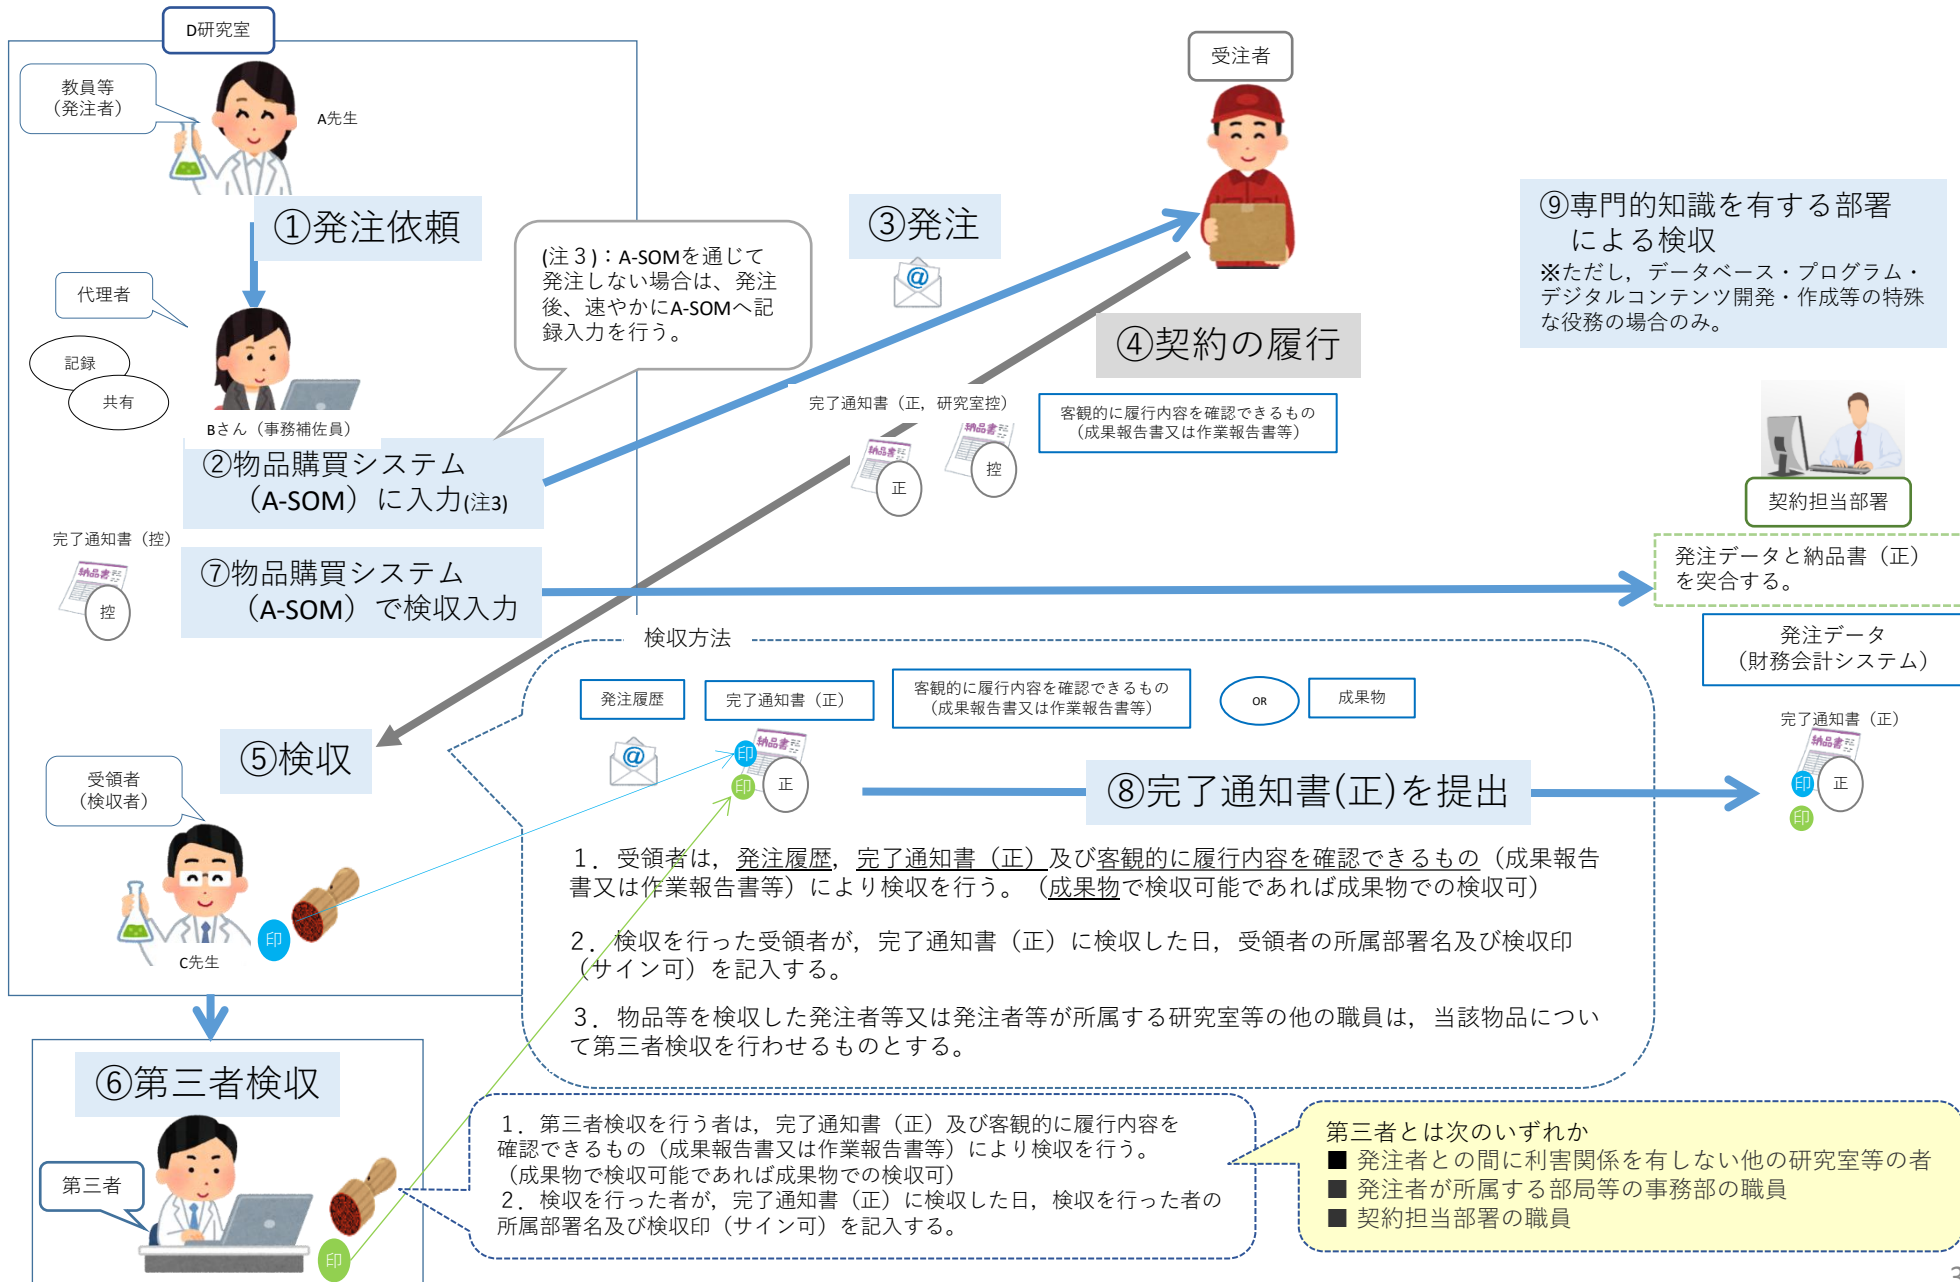 D研究室
教員等
（発注者）
A先生
①発注依頼
代理者
記録
共有
Bさん（事務補佐員）
(注３)：A-SOMを通じて
発注しない場合は、発注
後、速やかにA-SOMへ記
録入力を行う。
②物品購買システム
（A-SOM）に入力(注3)
③発注
@
受注者
④契約の履行
完了通知書（正，研究室控）
納品書
正
納品書
控
客観的に履行内容を確認できるもの
（成果報告書又は作業報告書等）
⑨専門的知識を有する部署
による検収
※ただし，データベース・プログラム・
デジタルコンテンツ開発・作成等の特殊
な役務の場合のみ。
契約担当部署
発注データと納品書（正）
を突合する。
発注データ
（財務会計システム）
完了通知書（正）
納品書
印
正
印
完了通知書（控）
納品書
控
⑦物品購買システム
（A-SOM）で検収入力
⑤検収
受領者
（検収者）
C先生
印
検収方法
発注履歴
@
完了通知書（正）
納品書
印
印
正
客観的に履行内容を確認できるもの
（成果報告書又は作業報告書等）
OR
成果物
⑧完了通知書(正)を提出
１．受領者は，発注履歴，完了通知書（正）及び客観的に履行内容を確認できるもの（成果報告
書又は作業報告書等）により検収を行う。（成果物で検収可能であれば成果物での検収可）
２．検収を行った受領者が，完了通知書（正）に検収した日，受領者の所属部署名及び検収印
（サイン可）を記入する。
３．物品等を検収した発注者等又は発注者等が所属する研究室等の他の職員は，当該物品につい
て第三者検収を行わせるものとする。
⑥第三者検収
第三者
印
１．第三者検収を行う者は，完了通知書（正）及び客観的に履行内容を
確認できるもの（成果報告書又は作業報告書等）により検収を行う。
（成果物で検収可能であれば成果物での検収可）
２．検収を行った者が，完了通知書（正）に検収した日，検収を行った者の
所属部署名及び検収印（サイン可）を記入する。
第三者とは次のいずれか
■ 発注者との間に利害関係を有しない他の研究室等の者
■ 発注者が所属する部局等の事務部の職員
■ 契約担当部署の職員